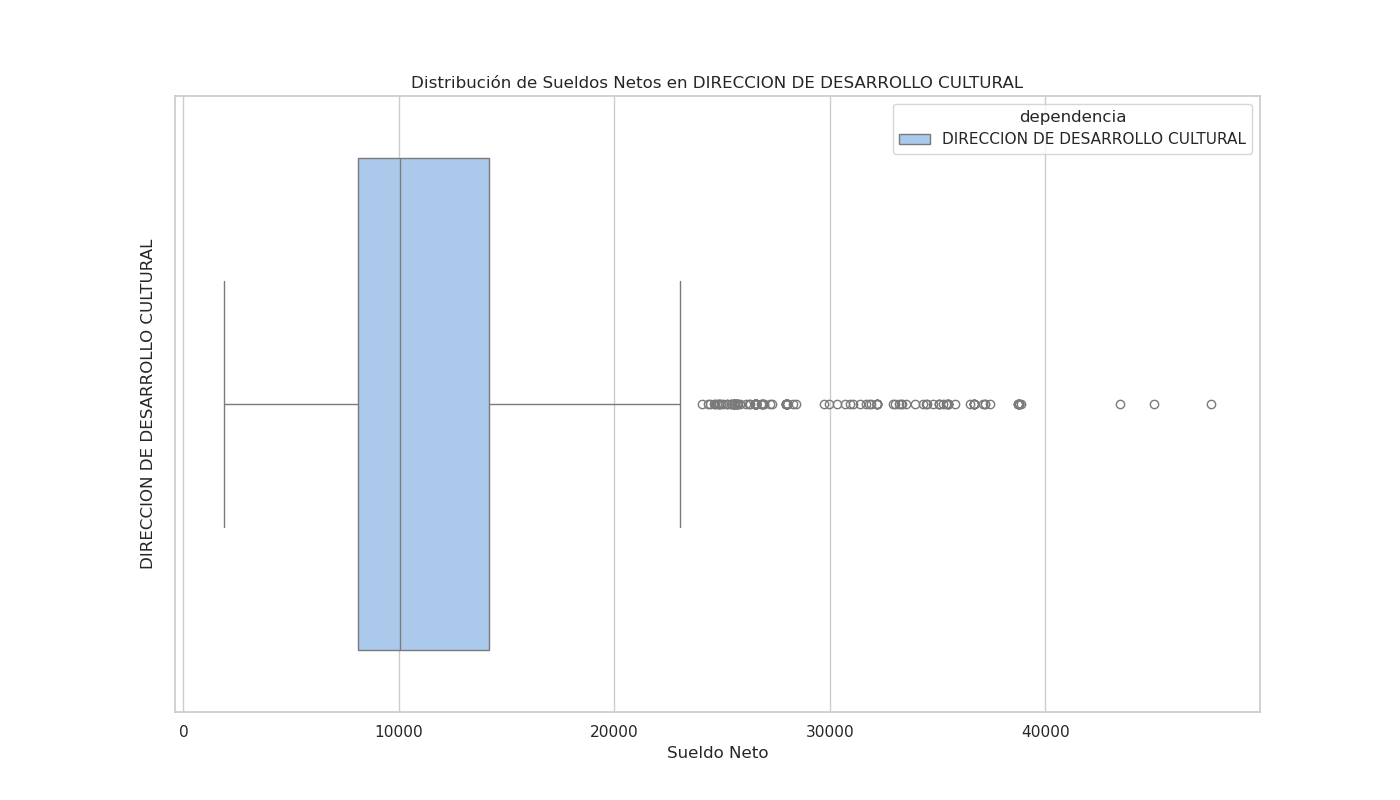 Distribución de Sueldos Netos en DIRECCION DE DESARROLLO CULTURAL
dependencia
DIRECCION DE DESARROLLO CULTURAL
DIRECCION DE DESARROLLO CULTURAL
0 10000 20000 30000 40000
Sueldo Neto